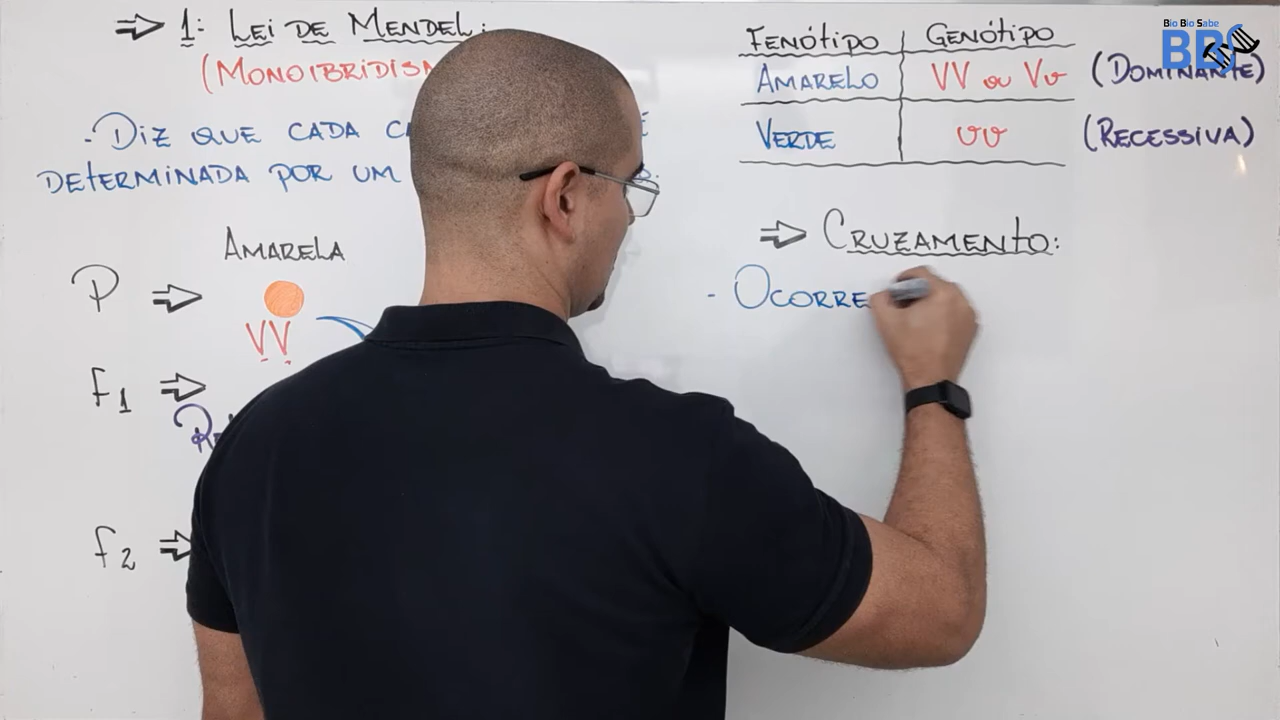 ⇒ 1ª Lei de Mendel:
(Monoibridism
- Diz que cada
determinada por um
Amarela
P ⇒
VV
F1 ⇒
F2 ⇒
Fenótipo | Genótipo
Amarelo | VV ou Vv (Dominante)
Verde | vv (Recessiva)
⇒ Cruzamento:
- Ocorre
Bio Bio Sabe
BBS